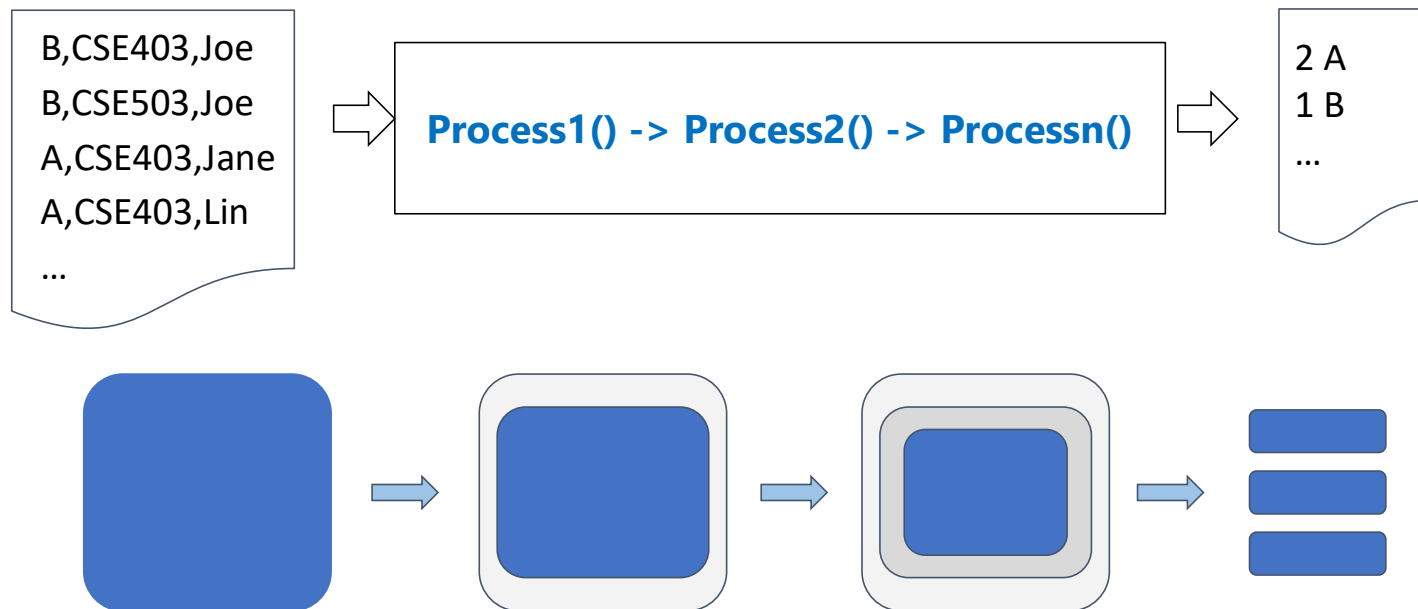 B,CSE403,Joe
B,CSE503,Joe
A,CSE403,Jane
A,CSE403,Lin
...
Process1() -> Process2() -> Processn()
2 A
1 B
...